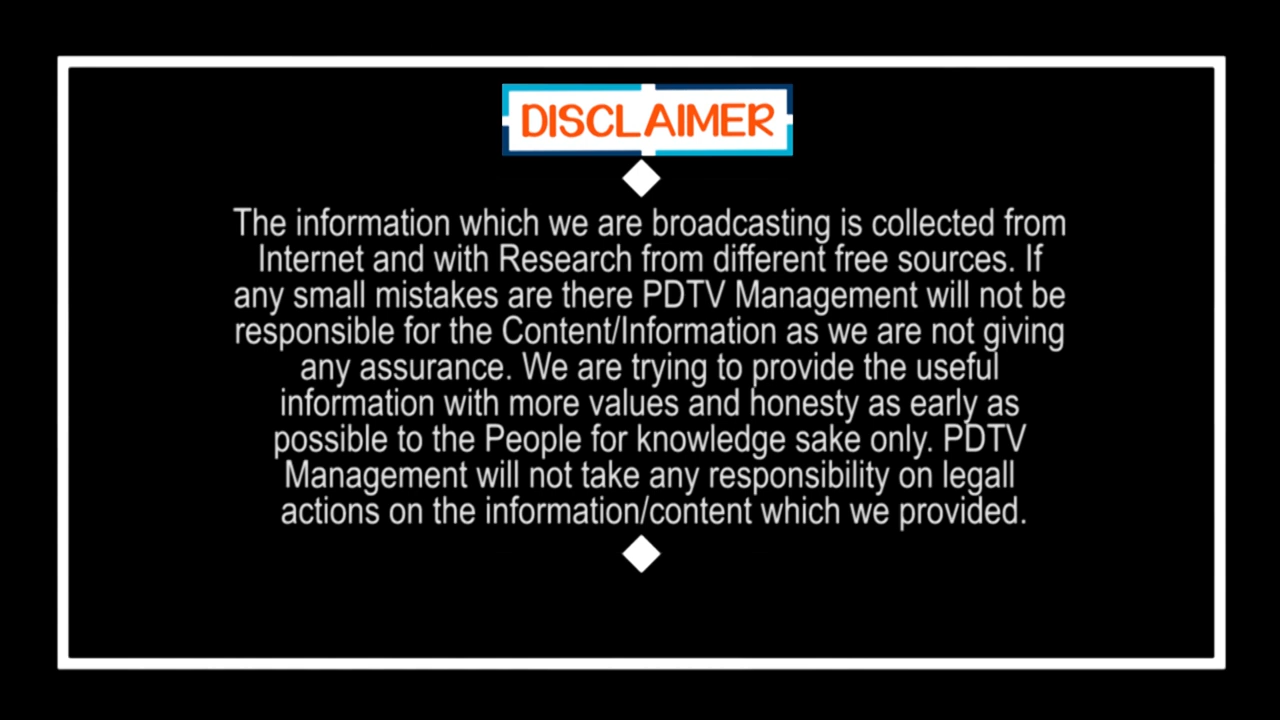 DISCLAIMER
The information which we are broadcasting is collected from
Internet and with Research from different free sources. If
any small mistakes are there PDTV Management will not be
responsible for the Content/Information as we are not giving
any assurance. We are trying to provide the useful
information with more values and honesty as early as
possible to the People for knowledge sake only. PDTV
Management will not take any responsibility on legall
actions on the information/content which we provided.